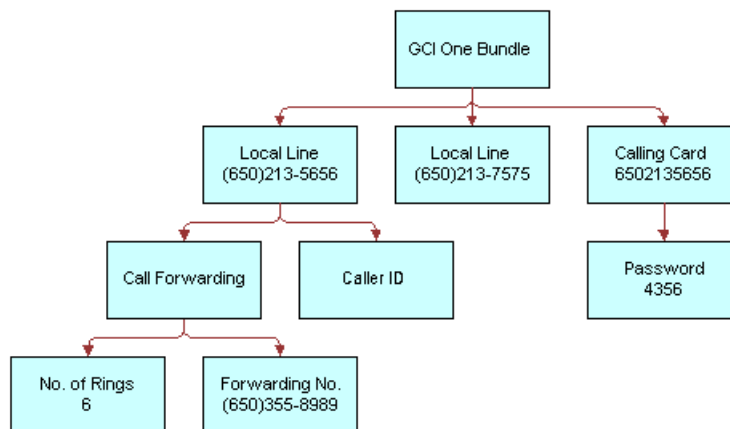 GCI One Bundle
Local Line
(650)213-5656
Local Line
(650)213-7575
Calling Card
6502135656
Call Forwarding
Caller ID
Password
4356
No. of Rings
6
Forwarding No.
(650)355-8989